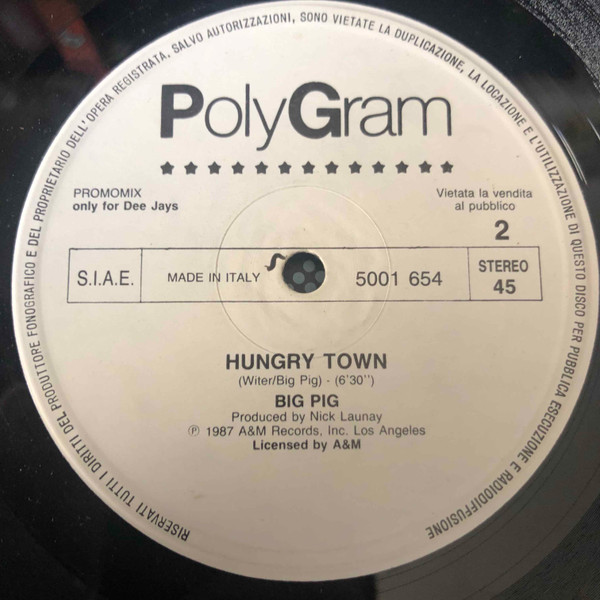 RISERVATI TUTTI I DIRITTI DEL PRODUTTORE FONOGRAFICO E DEL PROPRIETARIO DELL'OPERA REGISTRATA, SALVO AUTORIZZAZIONI, SONO VIETATE LA DUPLICAZIONE, LA LOCAZIONE E L'UTILIZZAZIONE DI QUESTO DISCO PER PUBBLICA ESECUZIONE E RADIODIFFUSIONE
PolyGram
PROMOMIX
only for Dee Jays
Vietata la vendita
al pubblico
2
S.I.A.E.
MADE IN ITALY
5001 654
STEREO
45
HUNGRY TOWN
(Witer/Big Pig) - (6'30'')
BIG PIG
Produced by Nick Launay
℗ 1987 A&M Records, Inc. Los Angeles
Licensed by A&M